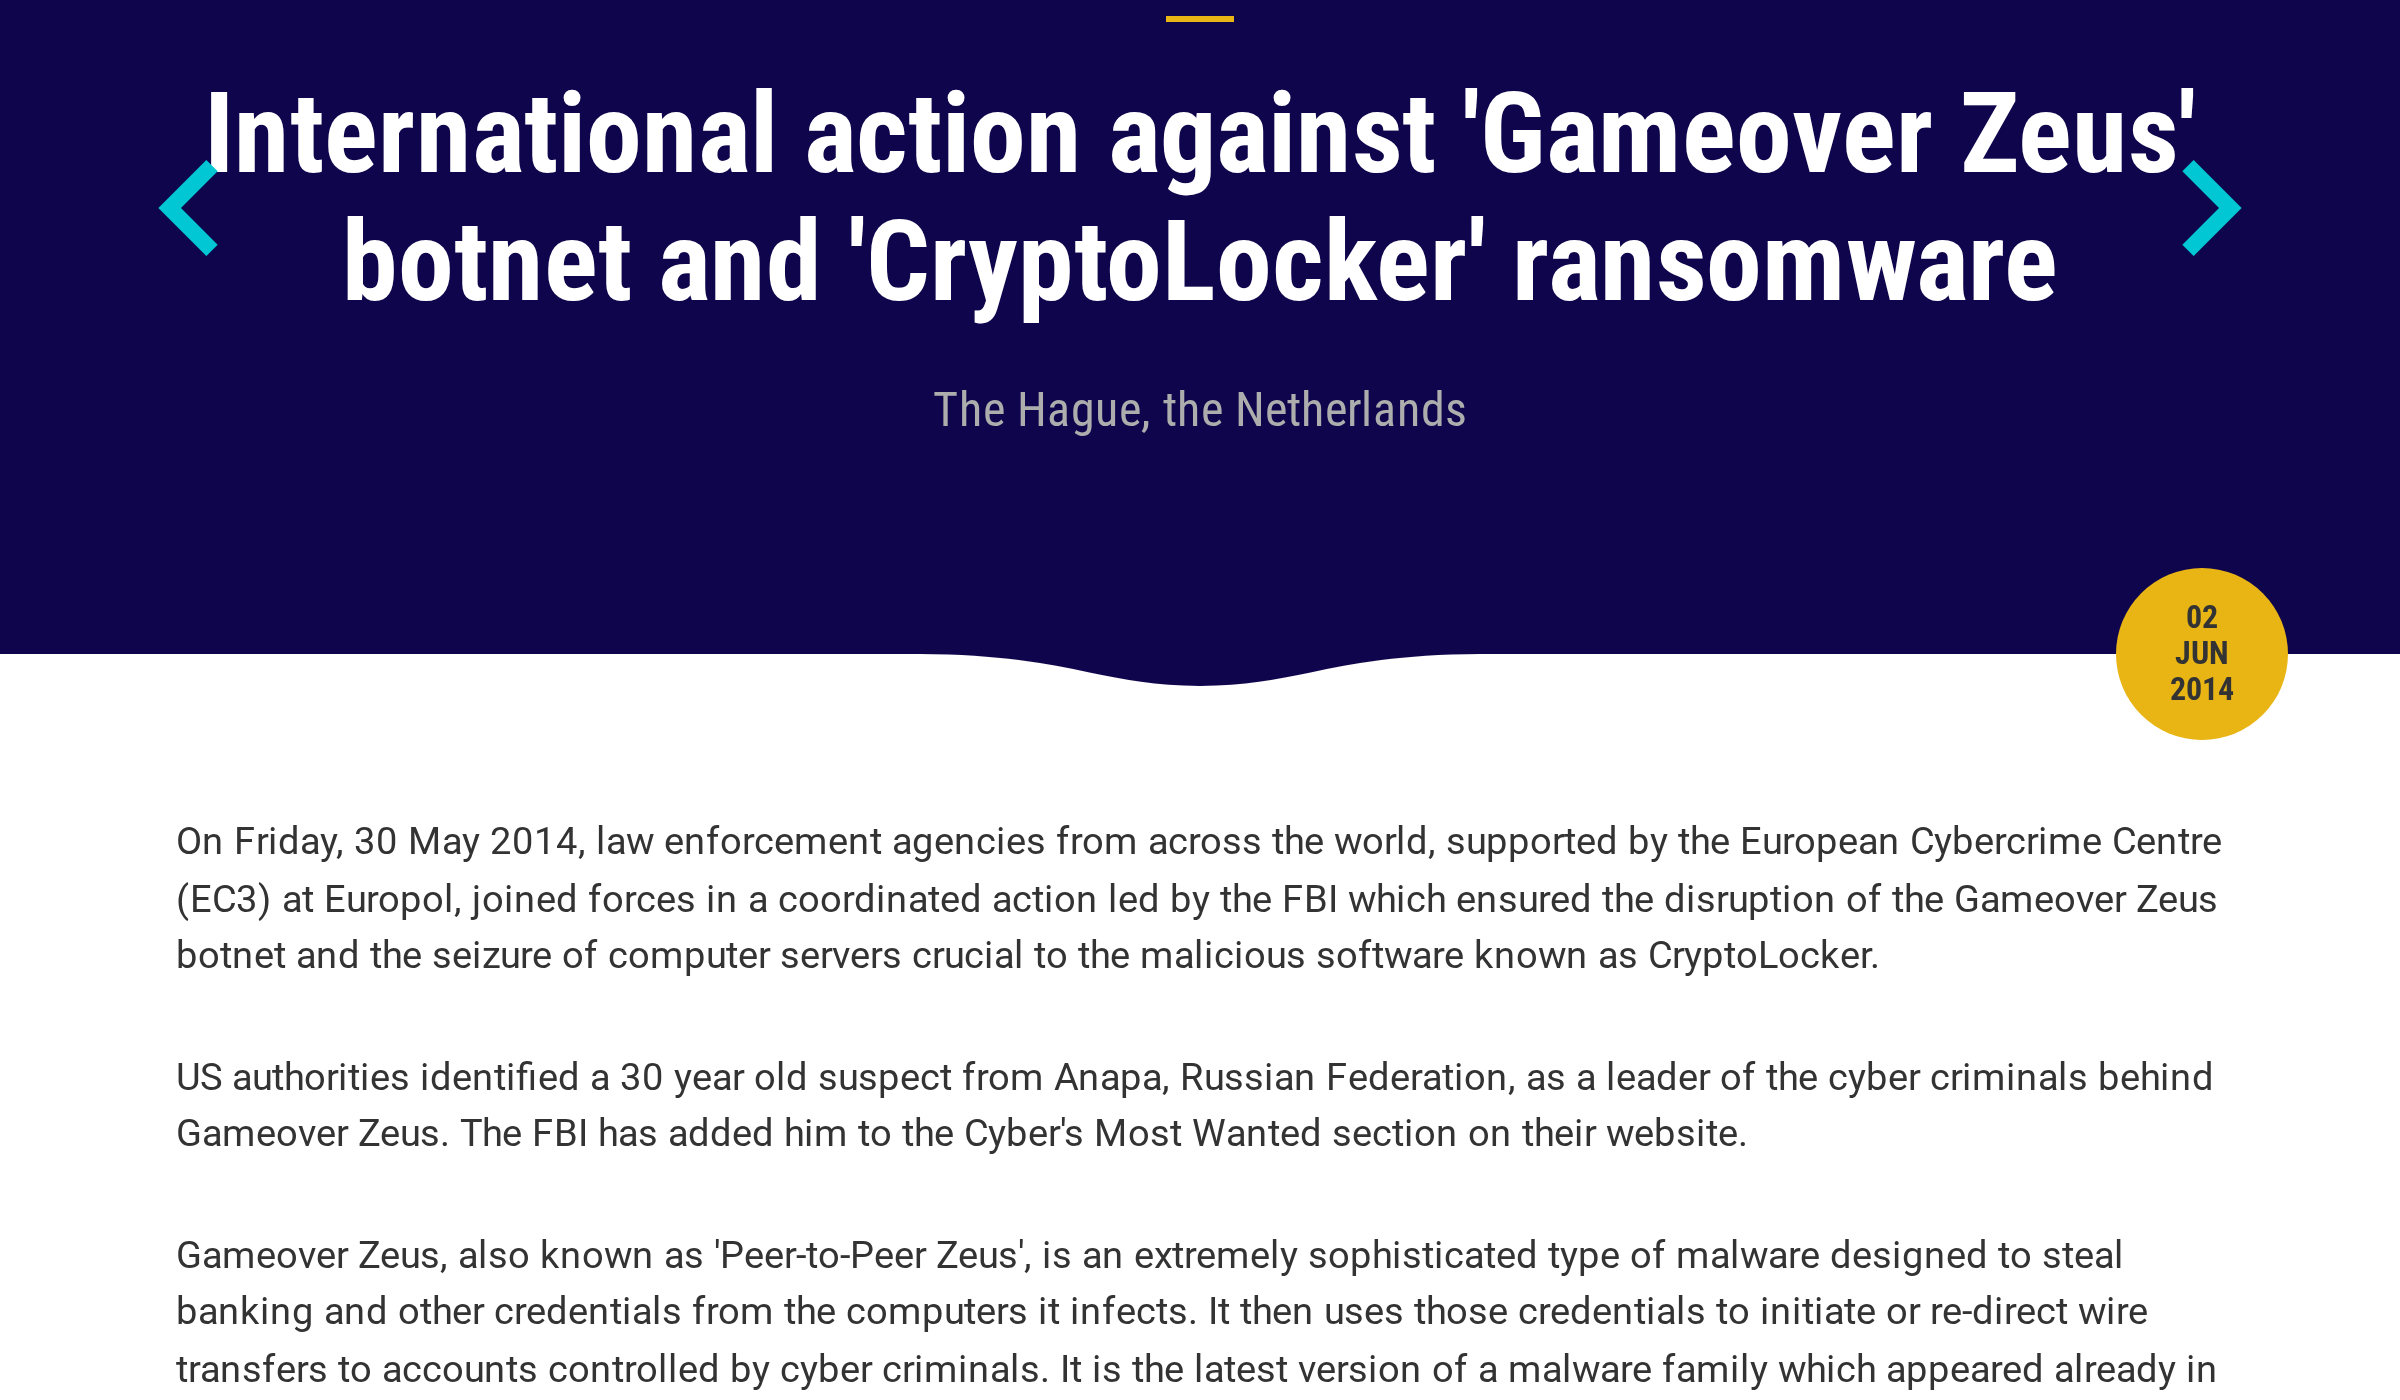 International action against 'Gameover Zeus'
botnet and 'CryptoLocker' ransomware
The Hague, the Netherlands
02
JUN
2014
On Friday, 30 May 2014, law enforcement agencies from across the world, supported by the European Cybercrime Centre
(EC3) at Europol, joined forces in a coordinated action led by the FBI which ensured the disruption of the Gameover Zeus
botnet and the seizure of computer servers crucial to the malicious software known as CryptoLocker.
US authorities identified a 30 year old suspect from Anapa, Russian Federation, as a leader of the cyber criminals behind
Gameover Zeus. The FBI has added him to the Cyber's Most Wanted section on their website.
Gameover Zeus, also known as 'Peer-to-Peer Zeus', is an extremely sophisticated type of malware designed to steal
banking and other credentials from the computers it infects. It then uses those credentials to initiate or re-direct wire
transfers to accounts controlled by cyber criminals. It is the latest version of a malware family which appeared already in